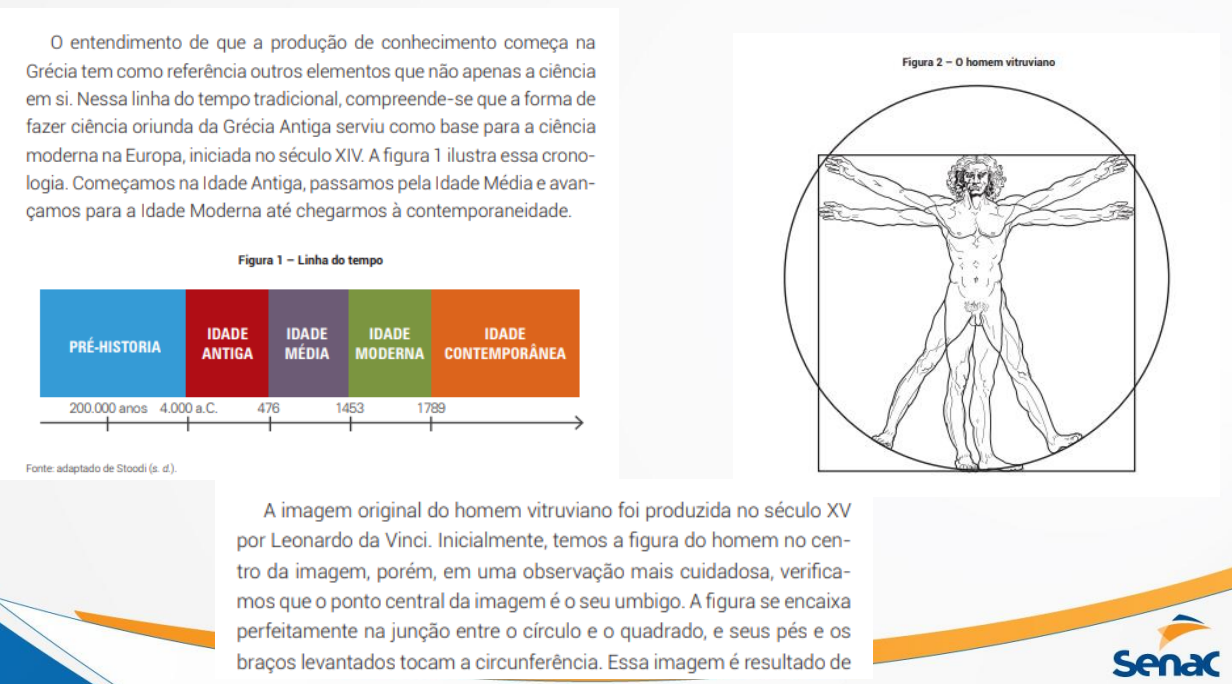 O entendimento de que a produção de conhecimento começa na
Grécia tem como referência outros elementos que não apenas a ciência
em si. Nessa linha do tempo tradicional, compreende-se que a forma de
fazer ciência oriunda da Grécia Antiga serviu como base para a ciência
moderna na Europa, iniciada no século XIV. A figura 1 ilustra essa crono-
logia. Começamos na Idade Antiga, passamos pela Idade Média e avan-
çamos para a Idade Moderna até chegarmos à contemporaneidade.
Figura 1 – Linha do tempo
PRÉ-HISTORIA
IDADE
ANTIGA
IDADE
MÉDIA
IDADE
MODERNA
IDADE
CONTEMPORÂNEA
200.000 anos 4.000 a.C. 476 1453 1789
Fonte: adaptado de Stoodi (s. d.).
Figura 2 – O homem vitruviano
A imagem original do homem vitruviano foi produzida no século XV
por Leonardo da Vinci. Inicialmente, temos a figura do homem no cen-
tro da imagem, porém, em uma observação mais cuidadosa, verifica-
mos que o ponto central da imagem é o seu umbigo. A figura se encaixa
perfeitamente na junção entre o círculo e o quadrado, e seus pés e os
braços levantados tocam a circunferência. Essa imagem é resultado de
senac